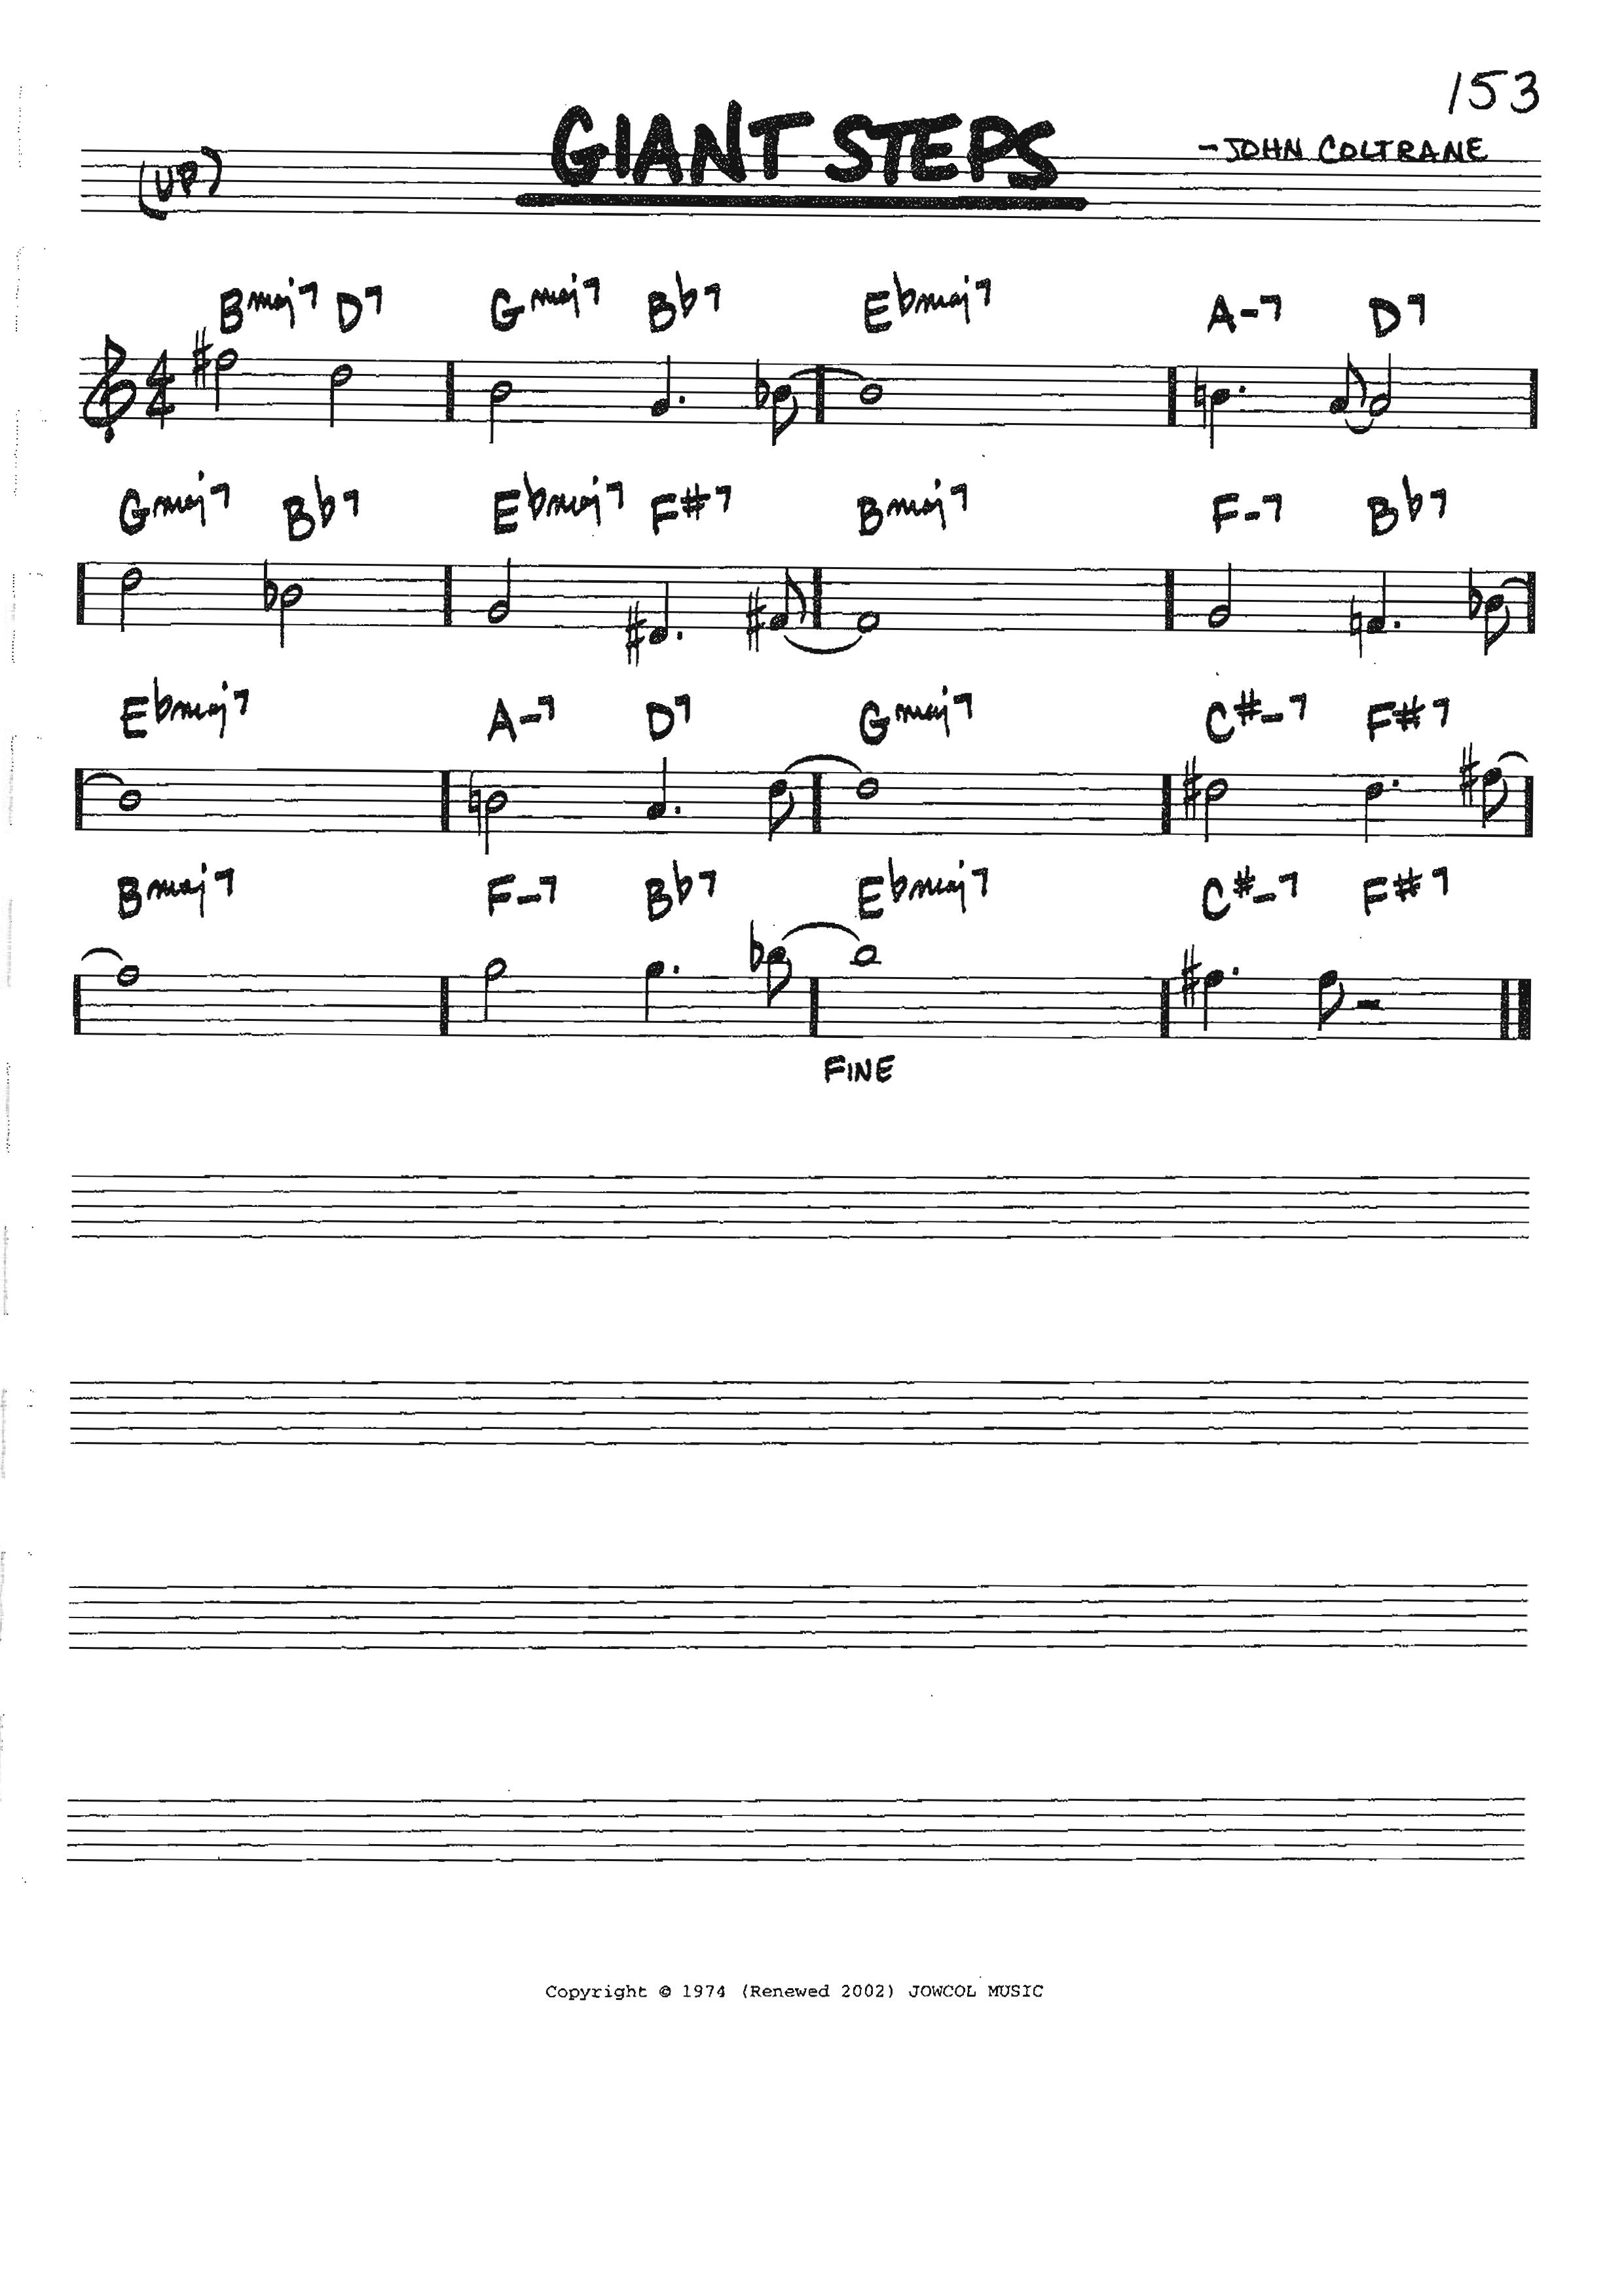 153
GIANT STEPS
-JOHN COLTRANE
(UP)
Bmaj7 D7 Gmaj7 Bb7 Ebmaj7 A-7 D7
4/4
Gmaj7 Bb7 Ebmaj7 F#7 Bmaj7 F-7 Bb7
Ebmaj7 A-7 D7 Gmaj7 C#-7 F#7
Bmaj7 F-7 Bb7 Ebmaj7 C#-7 F#7
FINE
Copyright © 1974 (Renewed 2002) JOWCOL MUSIC